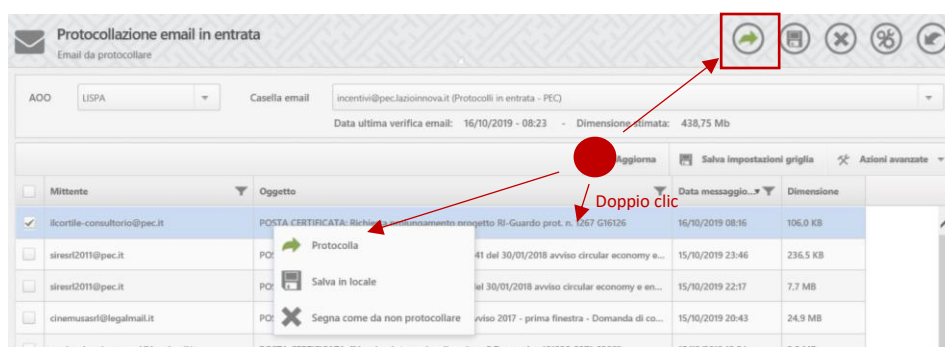 Protocollazione email in entrata
Email da protocollare
AOO LISPA Casella email incentivi@pec.lazioinnova.it (Protocolli in entrata - PEC)
Data ultima verifica email: 16/10/2019 - 08:23 - Dimensione stimata: 438,75 Mb
Aggiorna Salva impostazioni griglia Azioni avanzate
Mittente Oggetto Data messaggio... Dimensione
Doppio clic
ilcortile-consultorio@pec.it POSTA CERTIFICATA: Richiesta prolungamento progetto RI-Guardo prot. n. 1267 G16126 16/10/2019 08:16 106,0 KB
Protocolla
siresrl2011@pec.it 41 del 30/01/2018 avviso circular economy e... 15/10/2019 23:46 236,5 KB
Salva in locale
siresrl2011@pec.it del 30/01/2018 avviso circular economy e en... 15/10/2019 22:17 7,7 MB
Segna come da non protocollare
cinemusasrl@legalmail.it vviso 2017 - prima finestra - Domanda di co... 15/10/2019 20:43 24,9 MB